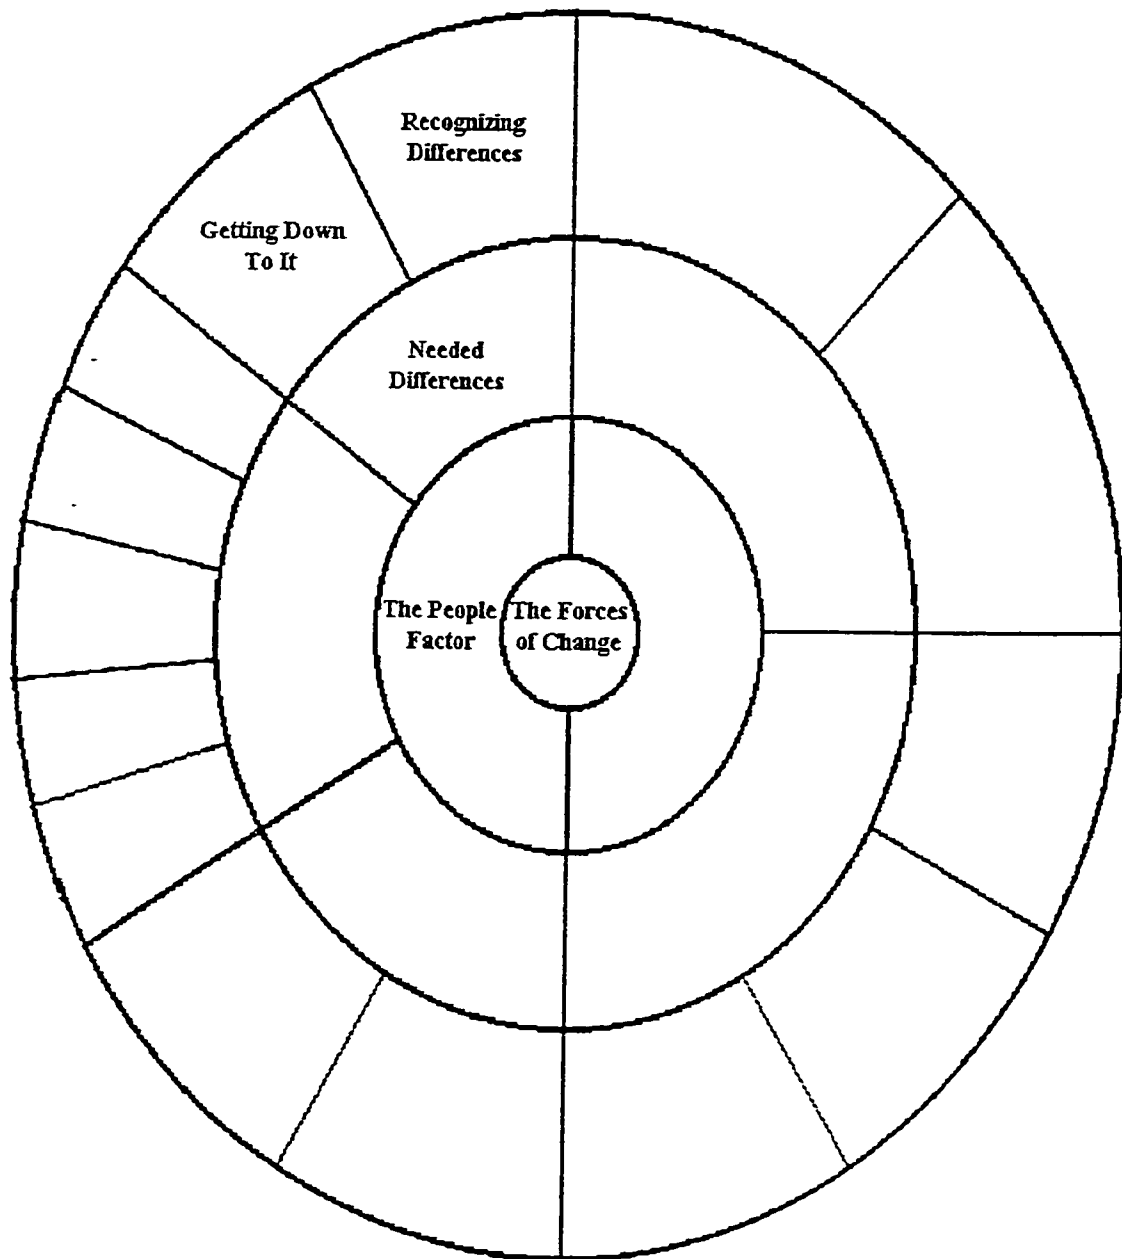 Recognizing
Differences
Getting Down
To It
Needed
Differences
The People
Factor
The Forces
of Change